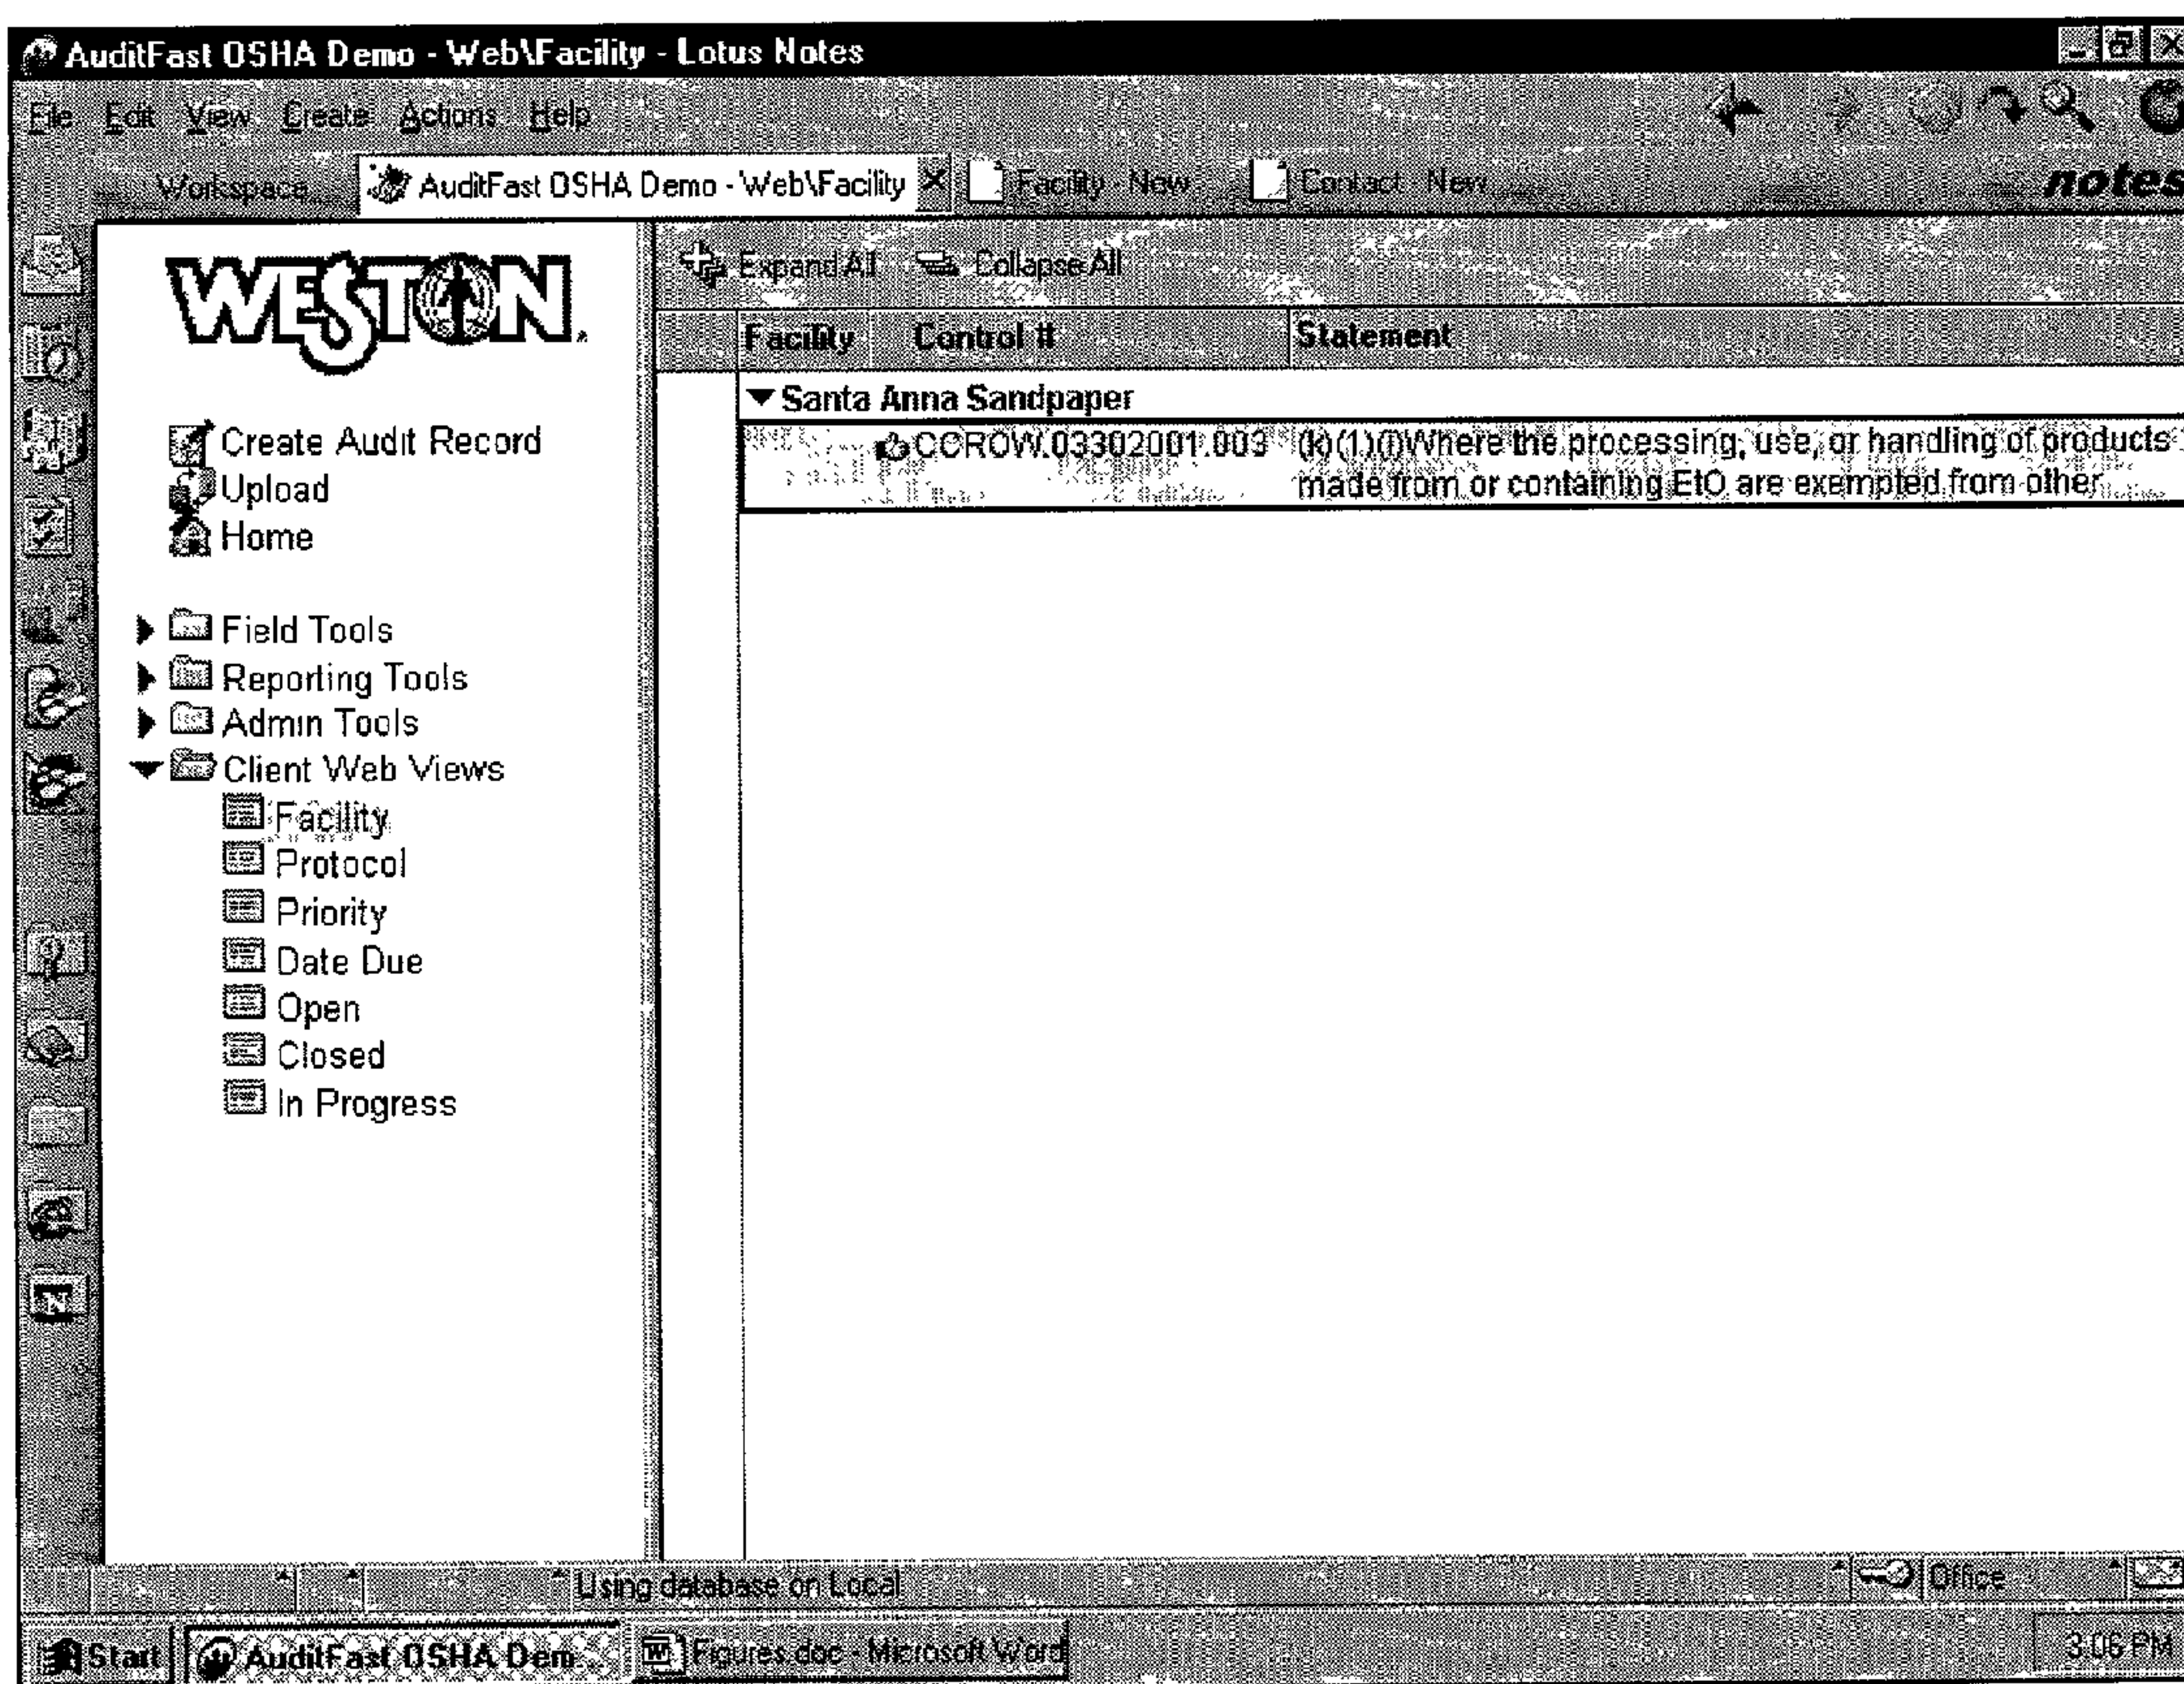 AuditFast OSHA Demo - Web\Facility - Lotus Notes
File Edit View Create Actions Help
Workspace AuditFast OSHA Demo - Web\Facility Facility - New Contact - New notes
WESTON
Expand All Collapse All
Facility Control # Statement
Santa Anna Sandpaper
CCROW.03302001.003 (k)(1)(i)Where the processing, use, or handling of products
made from or containing EtO are exempted from other
Create Audit Record
Upload
Home
Field Tools
Reporting Tools
Admin Tools
Client Web Views
Facility
Protocol
Priority
Date Due
Open
Closed
In Progress
Using database on Local Office
Start AuditFast OSHA Dem... Figures.doc - Microsoft Word 3:06 PM